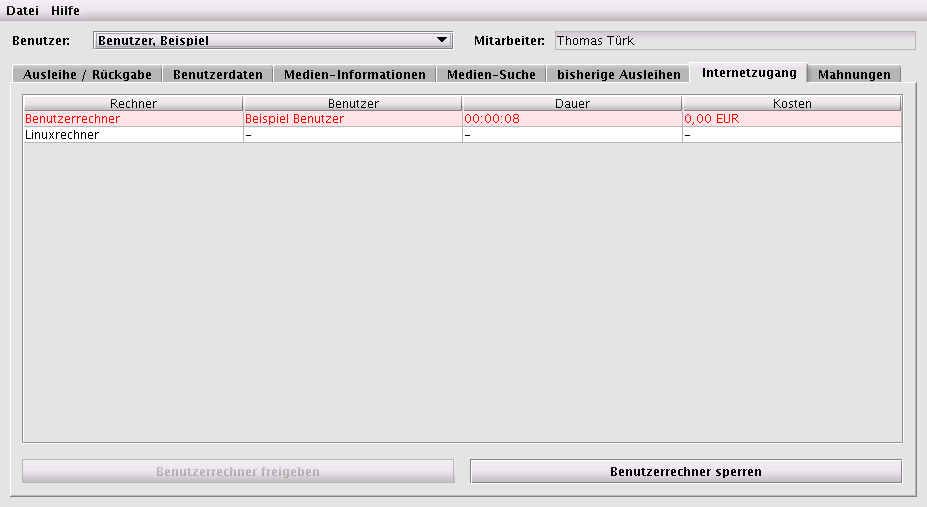 Datei Hilfe
Benutzer: Benutzer, Beispiel Mitarbeiter: Thomas Türk
Ausleihe / Rückgabe Benutzerdaten Medien-Informationen Medien-Suche bisherige Ausleihen Internetzugang Mahnungen
Rechner Benutzer Dauer Kosten
Benutzerrechner Beispiel Benutzer 00:00:08 0,00 EUR
Linuxrechner – – –
Benutzerrechner freigeben Benutzerrechner sperren